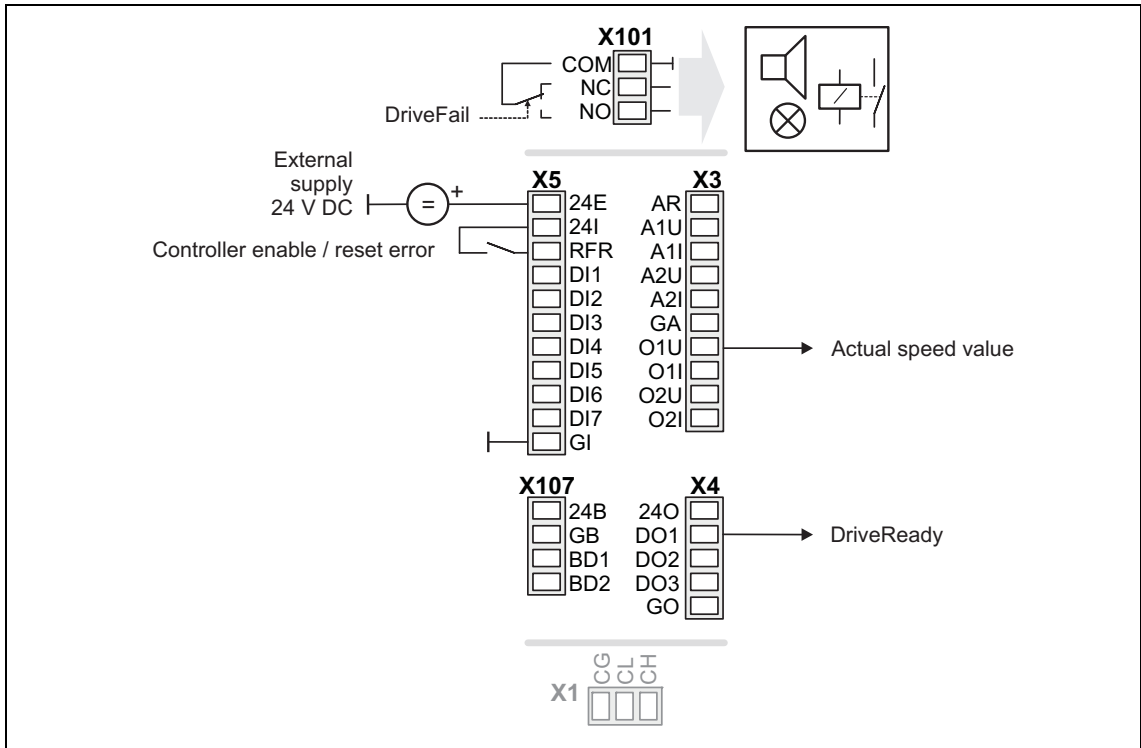 X101
COM
NC
NO
DriveFail
External
supply
24 V DC
=
+
Controller enable / reset error
X5
24E
24I
RFR
DI1
DI2
DI3
DI4
DI5
DI6
DI7
GI
X3
AR
A1U
A1I
A2U
A2I
GA
O1U
O1I
O2U
O2I
Actual speed value
X107
24B
GB
BD1
BD2
X4
24O
DO1
DO2
DO3
GO
DriveReady
X1
CG
CL
CH